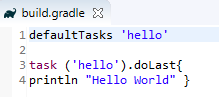 build.gradle
1 defaultTasks 'hello'
2
3 task ('hello').doLast{
4 println "Hello World" }